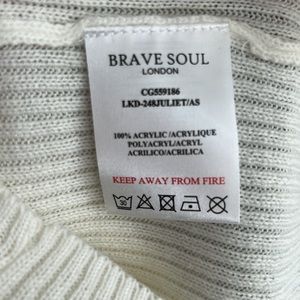 BRAVE SOUL
LONDON
CG559186
LKD-248JULIET/AS
100% ACRYLIC /ACRYLIQUE
POLYACRYL/ACRYL
ACRILICO/ACRILICA
KEEP AWAY FROM FIRE